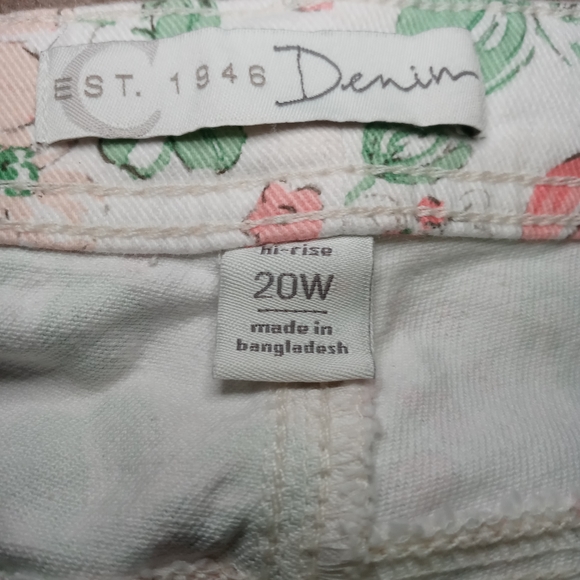 C
EST. 1946 Denim
hi-rise
20W
made in
bangladesh